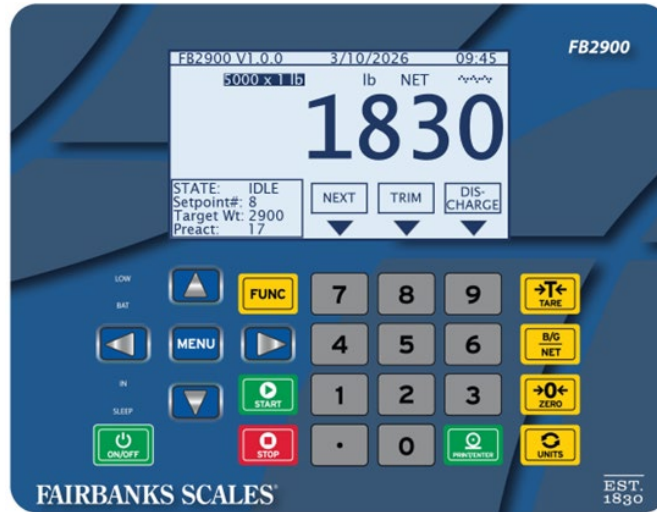 FB2900
FB2900 V1.0.0 3/10/2026 09:45
5000 x 1 lb lb NET
1830
STATE: IDLE
Setpoint#: 8
Target Wt: 2900
Preact: 17
NEXT
TRIM
DIS-
CHARGE
LOW
BAT
FUNC
7 8 9
→T←
TARE
MENU
4 5 6
B/G
NET
IN
SLEEP
START
1 2 3
→0←
ZERO
ON/OFF
STOP
. 0
PRINT/ENTER
UNITS
FAIRBANKS SCALES
EST.
1830